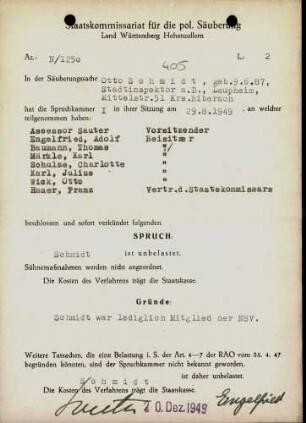 Staatskommissariat für die pol. Säuberung
Land Württemberg Hohenzollern
Az.: N/1250 L: 2
405
In der Säuberungssache Otto Schmidt, geb.9.6.87,
Stadtinspektor a.D., Laupheim,
Mittelstr.51 Krs.Biberach
hat die Spruchkammer I in ihrer Sitzung am 29.8.1949 an welcher
teilgenommen haben:
Assessor Sauter Vorsitzender
Engelfried, Adolf Beisitzer
Baumann, Thomas "
Märkle, Karl "
Schulze, Charlotte "
Karl, Julius "
Wick, Otto "
Hauer, Franz Vertr.d.Staatskommissars
beschlossen und sofort verkündet folgenden
SPRUCH:
Schmidt ist unbelastet.
Sühnemaßnahmen werden nicht angeordnet.
Die Kosten des Verfahrens trägt die Staatskasse.
Gründe:
Schmidt war lediglich Mitglied der NSV.
Weitere Tatsachen, die eine Belastung i. S. der Art. 4—7 der RAO vom 25. 4. 47
begründen könnten, sind der Spruchkammer nicht bekannt geworden.
Schmidt ist daher unbelastet.
Die Kosten des Verfahrens trägt die Staatskasse.
Sauter 20. Dez. 1949 Engelfried